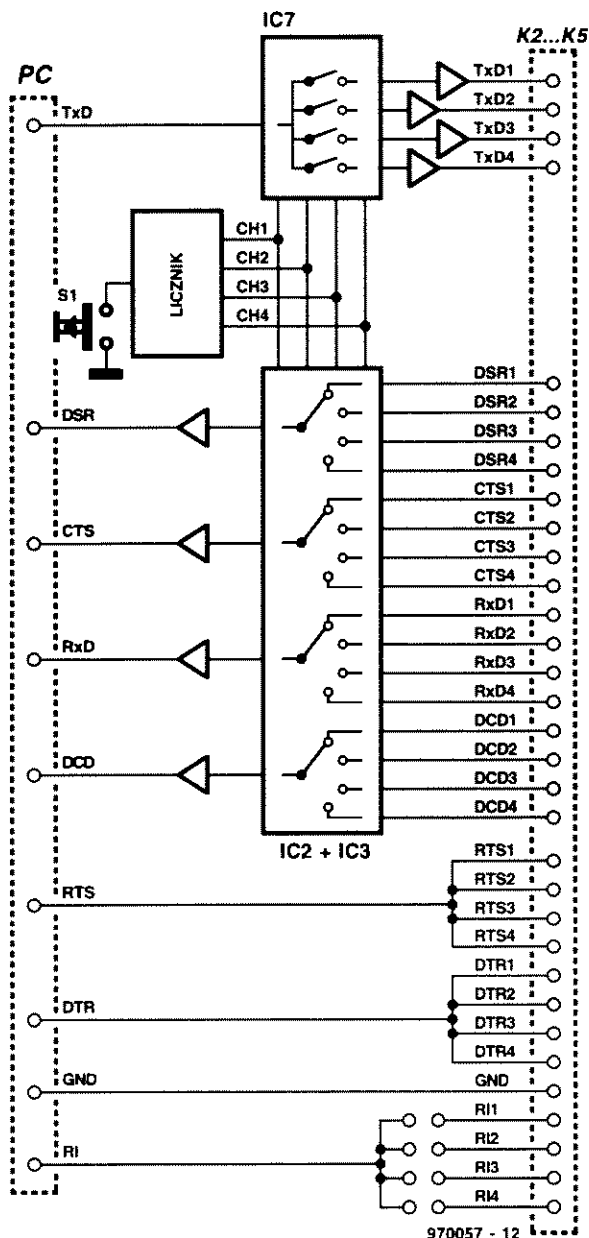 IC7
K2...K5
PC
TxD
TxD1
TxD2
TxD3
TxD4
CH1
CH2
CH3
CH4
S1
LICZNIK
DSR
DSR1
DSR2
DSR3
DSR4
CTS
CTS1
CTS2
CTS3
CTS4
RxD
RxD1
RxD2
RxD3
RxD4
DCD
DCD1
DCD2
DCD3
DCD4
IC2 + IC3
RTS
RTS1
RTS2
RTS3
RTS4
DTR
DTR1
DTR2
DTR3
DTR4
GND
GND
RI
RI1
RI2
RI3
RI4
970057 - 12